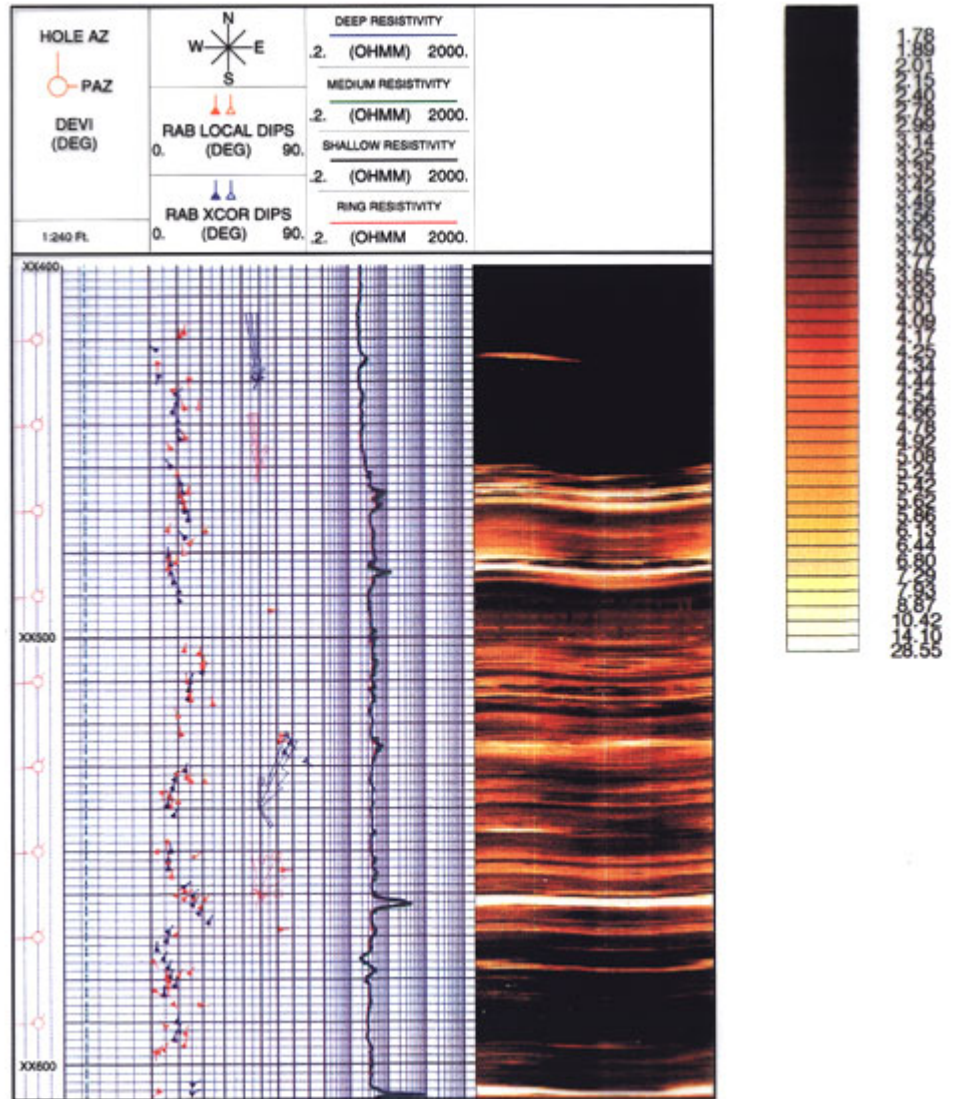 HOLE AZ
PAZ
DEVI
(DEG)
1:240 Ft.
N
W E
S
RAB LOCAL DIPS
0. (DEG) 90.
RAB XCOR DIPS
0. (DEG) 90.
DEEP RESISTIVITY
.2. (OHMM) 2000.
MEDIUM RESISTIVITY
.2. (OHMM) 2000.
SHALLOW RESISTIVITY
.2. (OHMM) 2000.
RING RESISTIVITY
.2. (OHMM 2000.
XX400
XX500
XX600
1.78
1.89
2.01
2.15
2.40
2.99
3.14
3.25
3.35
3.42
3.49
3.56
3.63
3.70
3.77
3.85
3.93
4.01
4.09
4.17
4.25
4.34
4.44
4.54
4.66
4.78
4.92
5.08
5.24
5.42
5.62
5.86
6.13
6.44
6.80
7.29
7.93
8.87
10.42
14.10
28.55